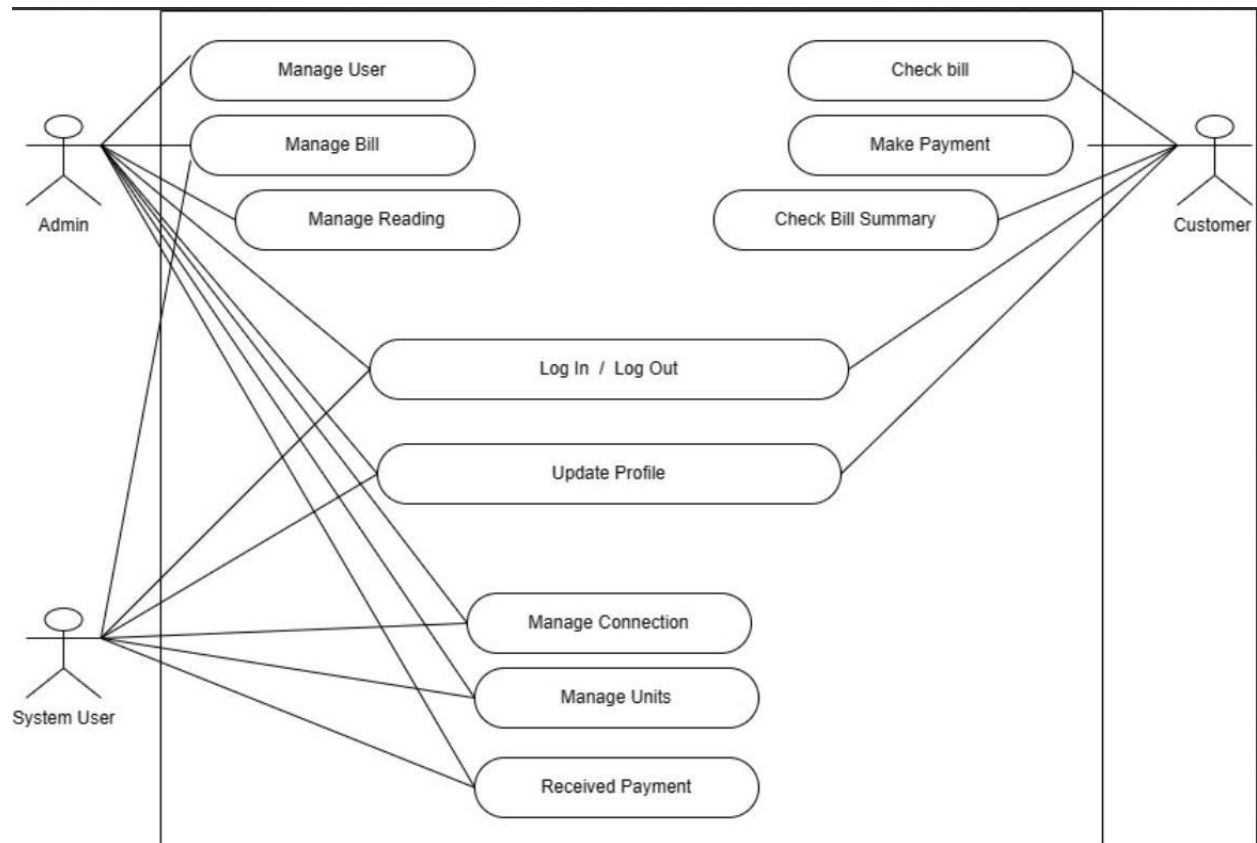 Manage User
Check bill
Manage Bill
Make Payment
Admin
Manage Reading
Check Bill Summary
Customer
Log In / Log Out
Update Profile
Manage Connection
System User
Manage Units
Received Payment